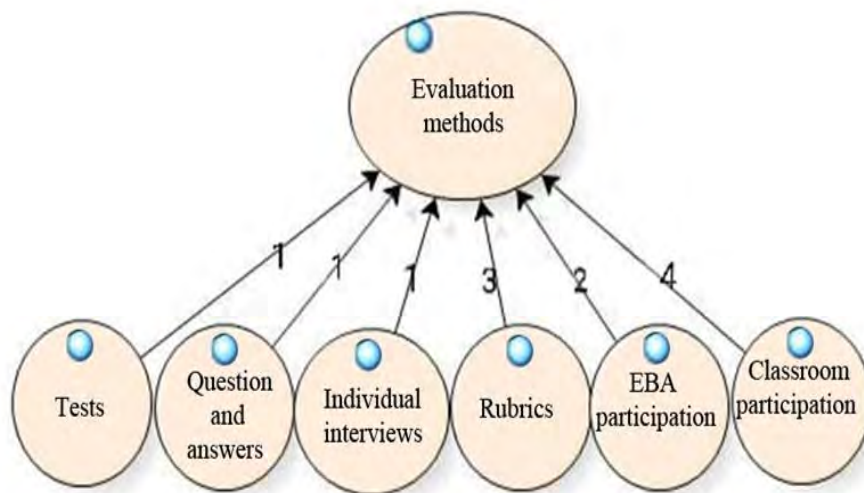 Evaluation
methods
1
1
1
3
2
4
Tests
Question
and
answers
Individual
interviews
Rubrics
EBA
participation
Classroom
participation